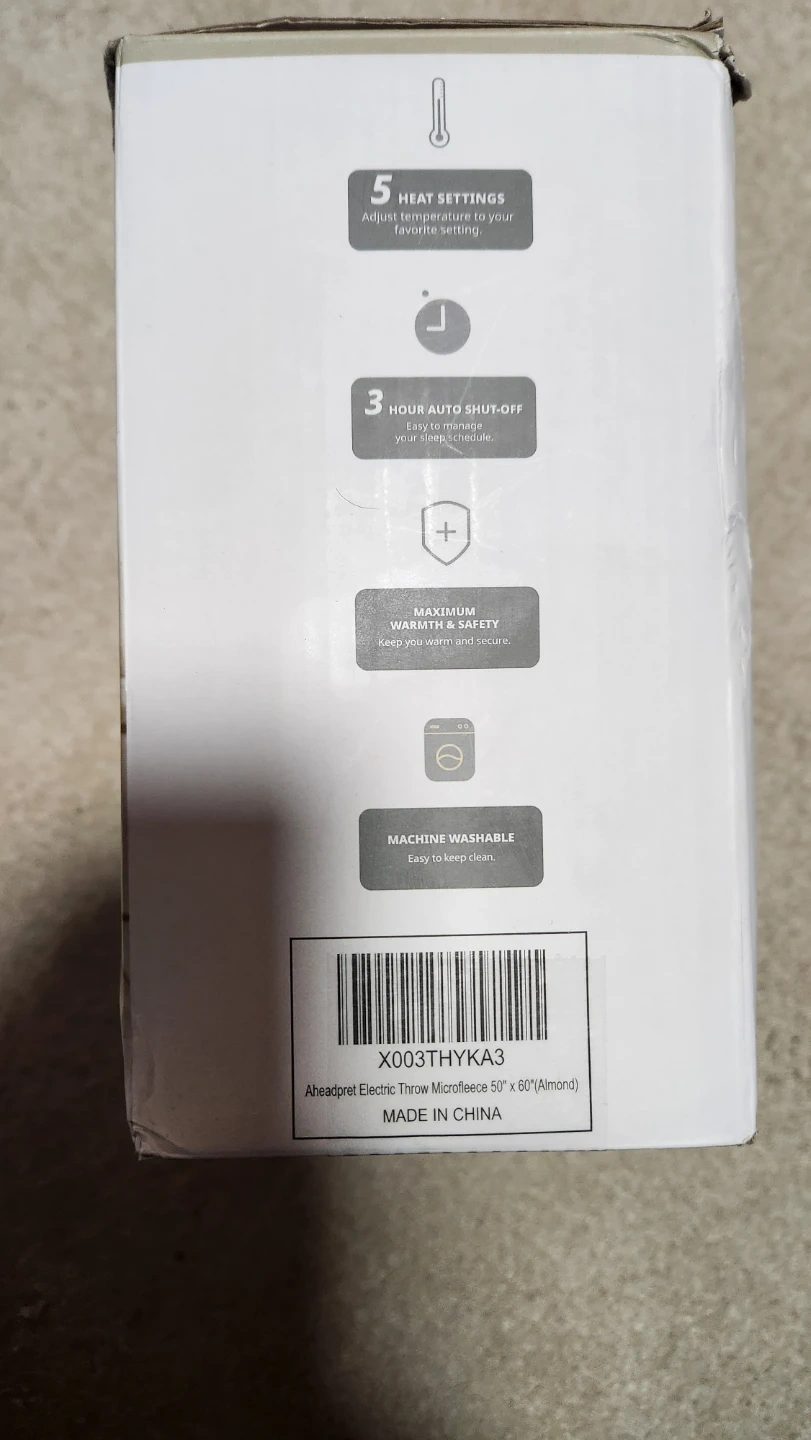 5 HEAT SETTINGS
Adjust temperature to your
favorite setting.
3 HOUR AUTO SHUT-OFF
Easy to manage
your sleep schedule.
MAXIMUM
WARMTH & SAFETY
Keep you warm and secure.
MACHINE WASHABLE
Easy to keep clean.
X003THYKA3
Aheadpret Electric Throw Microfleece 50" x 60"(Almond)
MADE IN CHINA